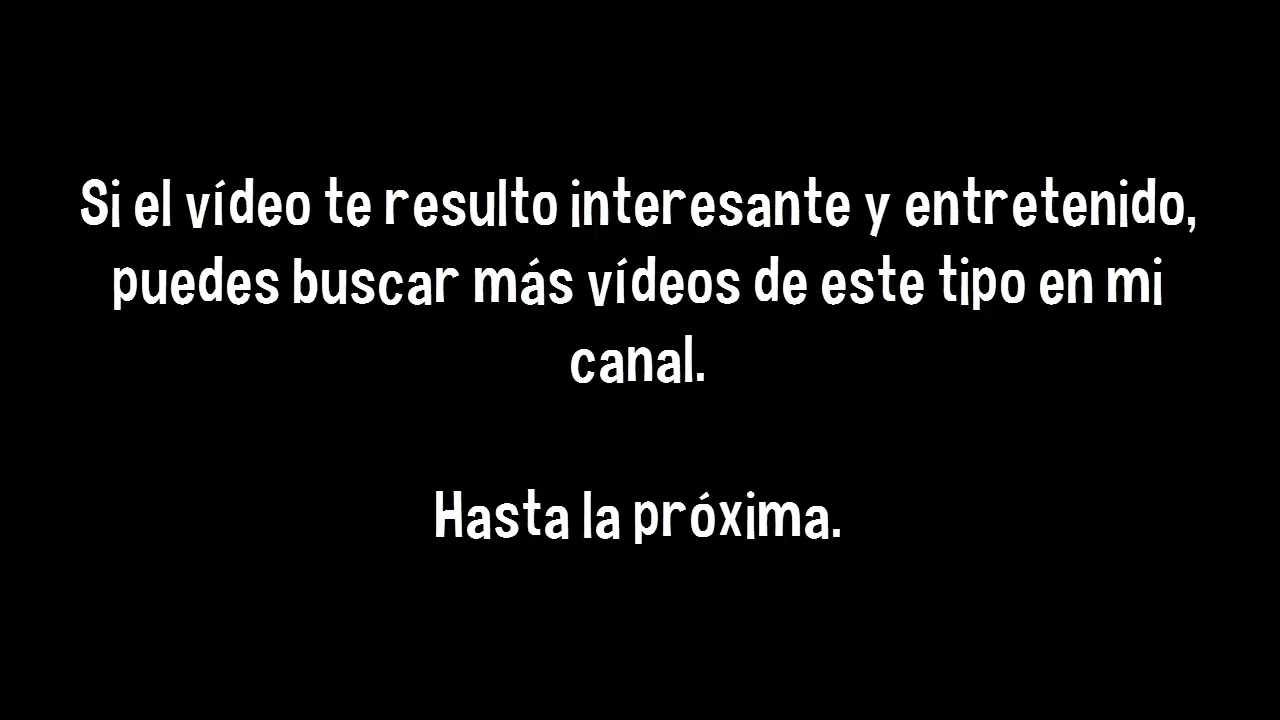 Si el vídeo te resulto interesante y entretenido,
puedes buscar más vídeos de este tipo en mi
canal.
Hasta la próxima.